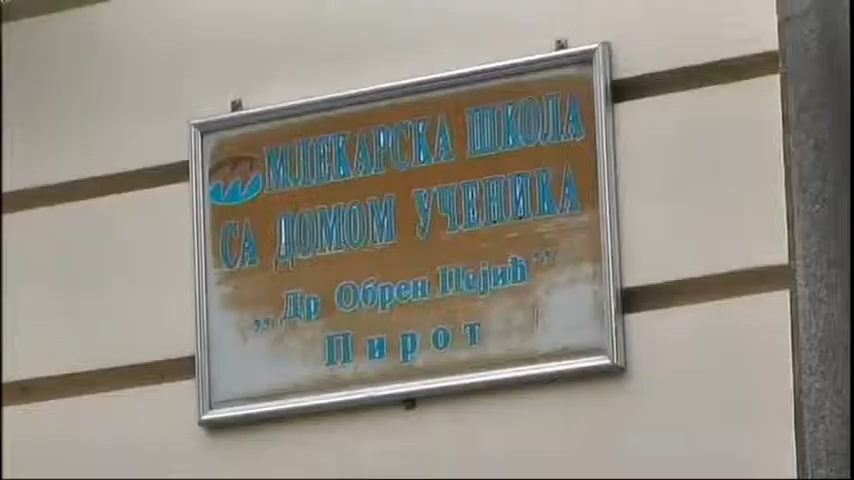 МЛЕКАРСКА ШКОЛА
СА ДОМОМ УЧЕНИКА
„Др Обрен Пејић”
Пирот